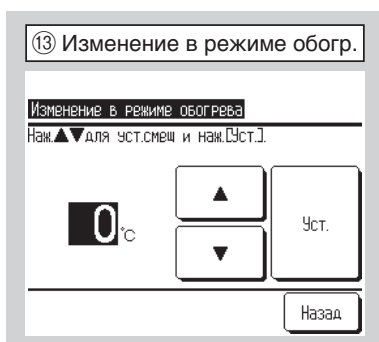 ⑬ Изменение в режиме обогр.
Изменение в режиме обогрева
Наж.▲▼для уст.смещ и наж.[Уст.].
▲
0°C
Уст.
▼
Назад